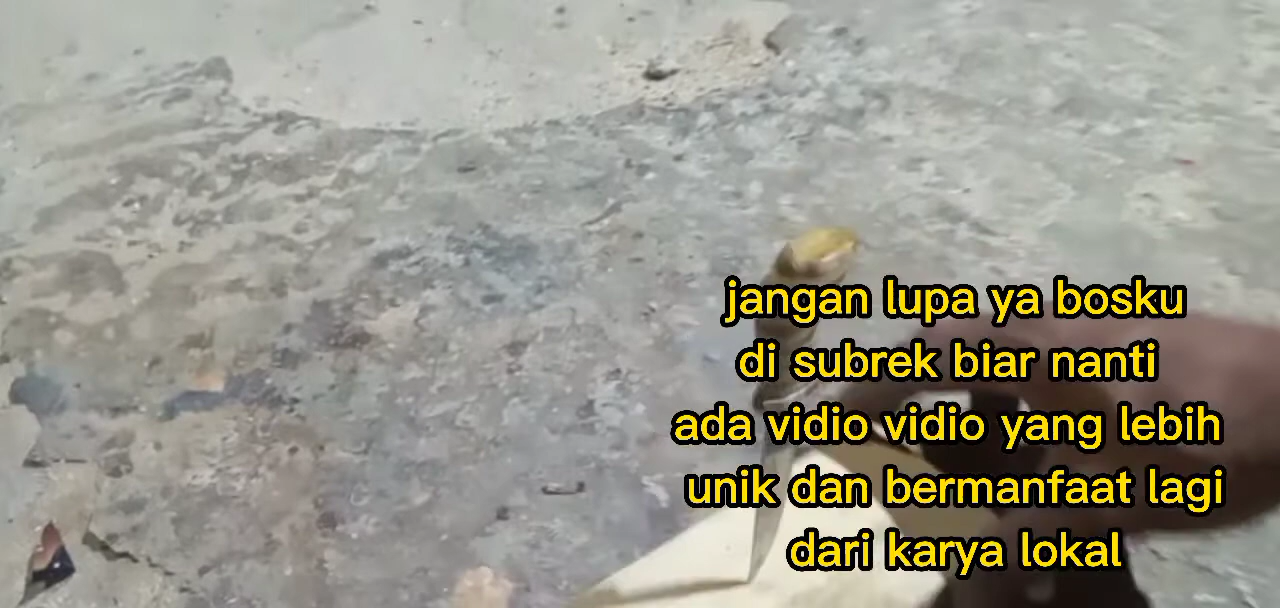 jangan lupa ya bosku
di subrek biar nanti
ada vidio vidio yang lebih
unik dan bermanfaat lagi
dari karya lokal